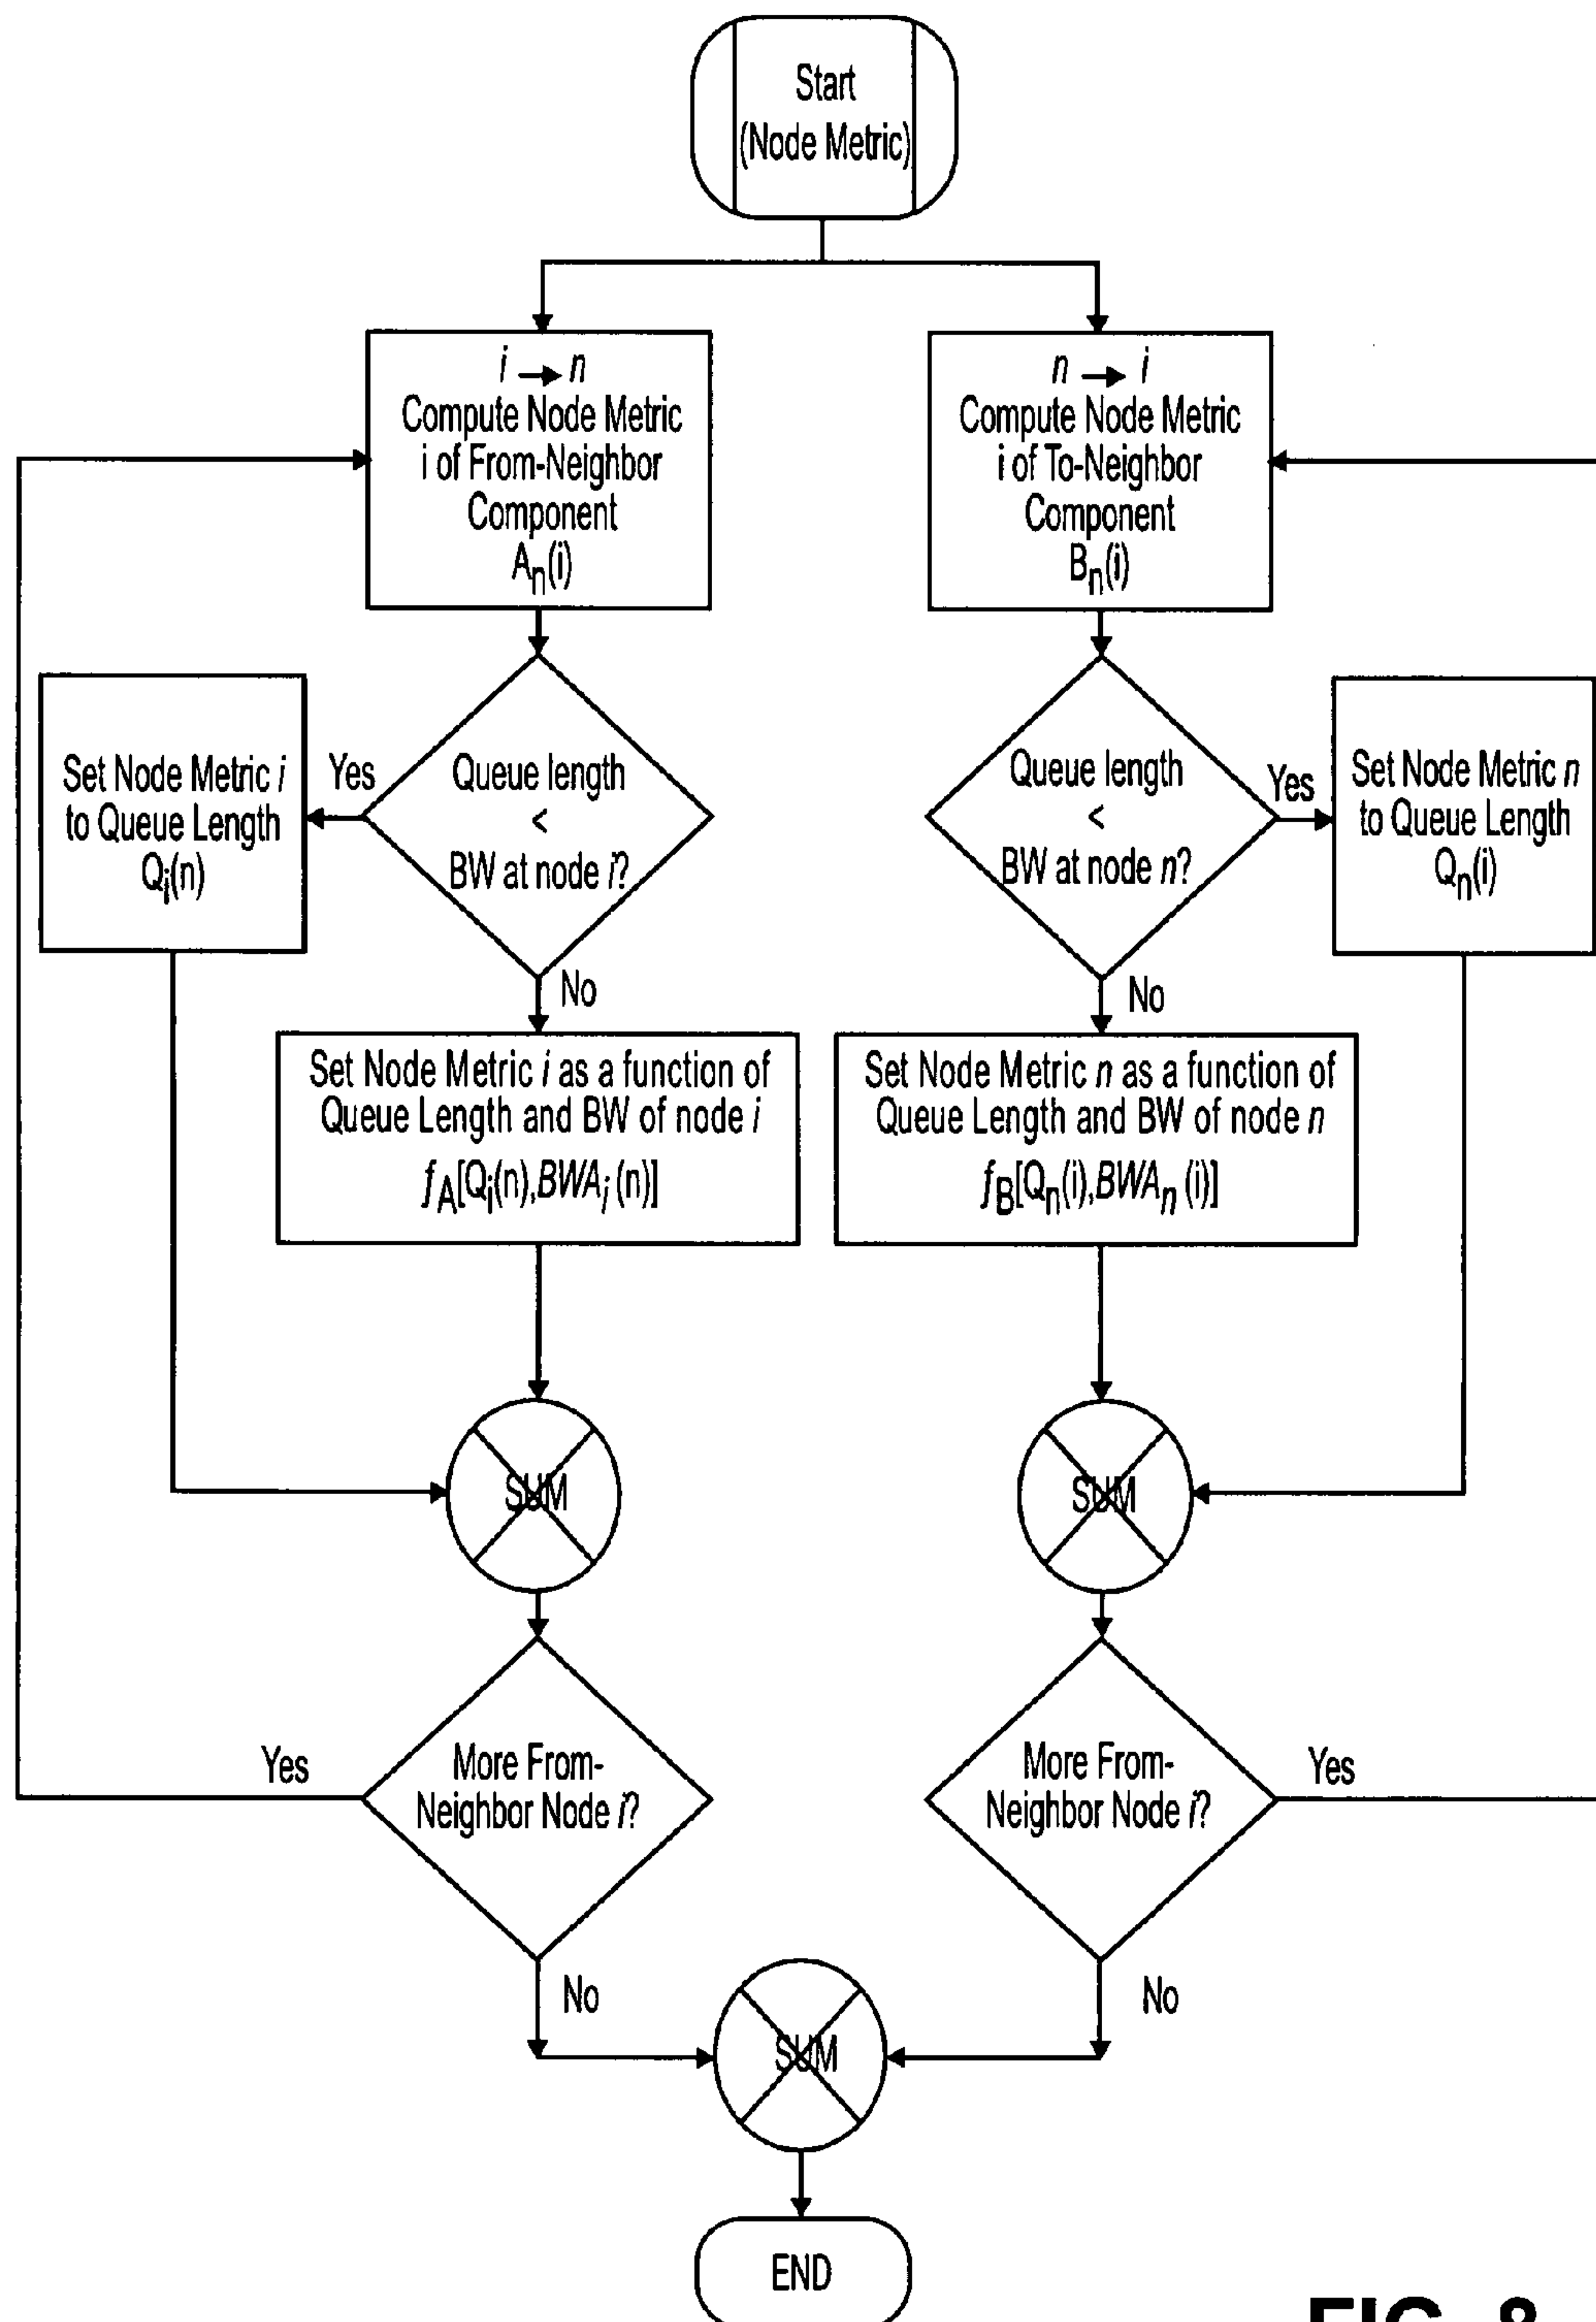 Start
(Node Metric)
i → n
Compute Node Metric
i of From-Neighbor
Component
An(i)
n → i
Compute Node Metric
i of To-Neighbor
Component
Bn(i)
Set Node Metric i
to Queue Length
Qi(n)
Yes
Queue length
<
BW at node i?
Queue length
<
BW at node n?
Yes
Set Node Metric n
to Queue Length
Qn(i)
No
No
Set Node Metric i as a function of
Queue Length and BW of node i
fA[Qi(n),BWAi (n)]
Set Node Metric n as a function of
Queue Length and BW of node n
fB[Qn(i),BWAn (i)]
SUM
SUM
Yes
More From-
Neighbor Node i?
More From-
Neighbor Node i?
Yes
No
No
SUM
END
FIG. 8